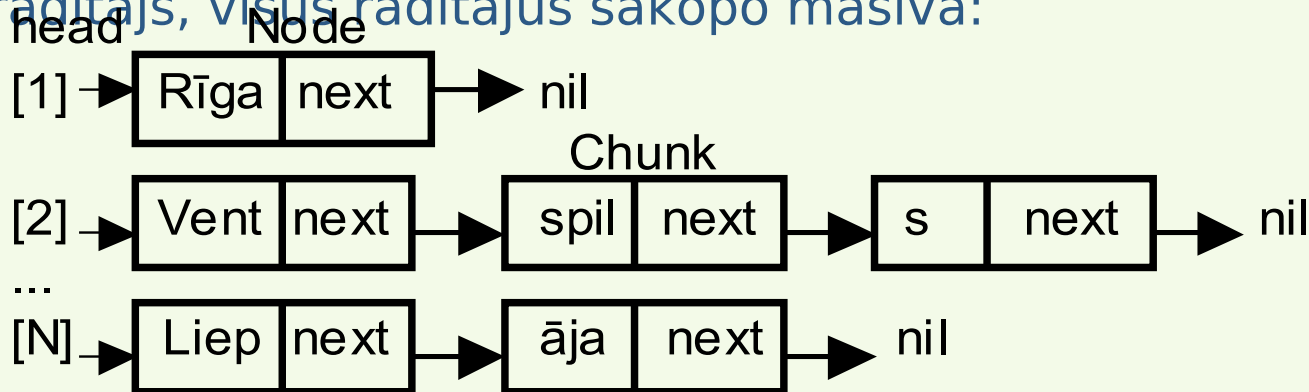 rādītājs, visus rādītājus sakopo masīvā:
head Node
[1] Rīga next nil
Chunk
[2] Vent next spil next s next nil
...
[N] Liep next āja next nil